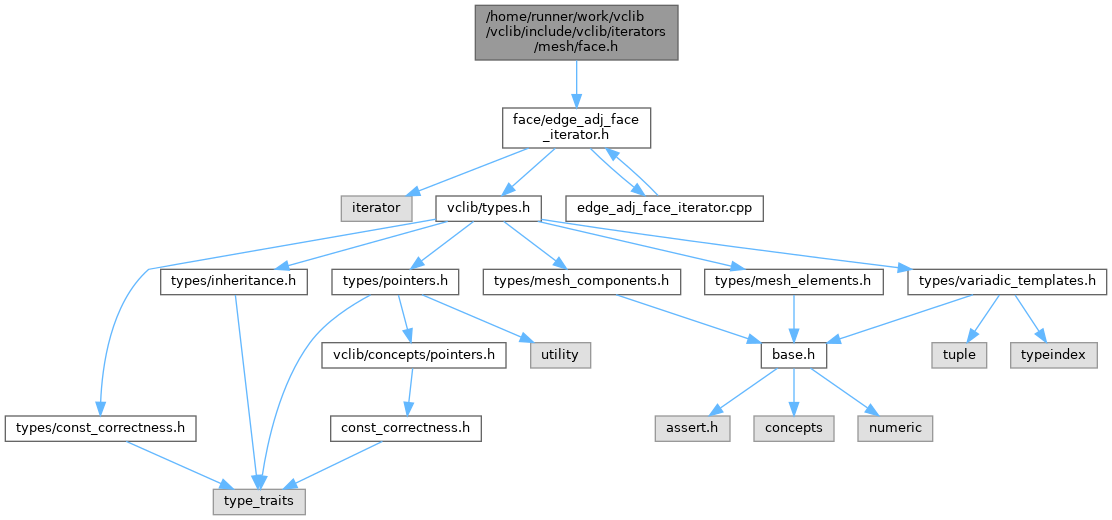 /home/runner/work/vclib
/vclib/include/vclib/iterators
/mesh/face.h
face/edge_adj_face
_iterator.h
iterator
vclib/types.h
edge_adj_face_iterator.cpp
types/inheritance.h
types/pointers.h
types/mesh_components.h
types/mesh_elements.h
types/variadic_templates.h
vclib/concepts/pointers.h
utility
base.h
tuple
typeindex
types/const_correctness.h
const_correctness.h
assert.h
concepts
numeric
type_traits